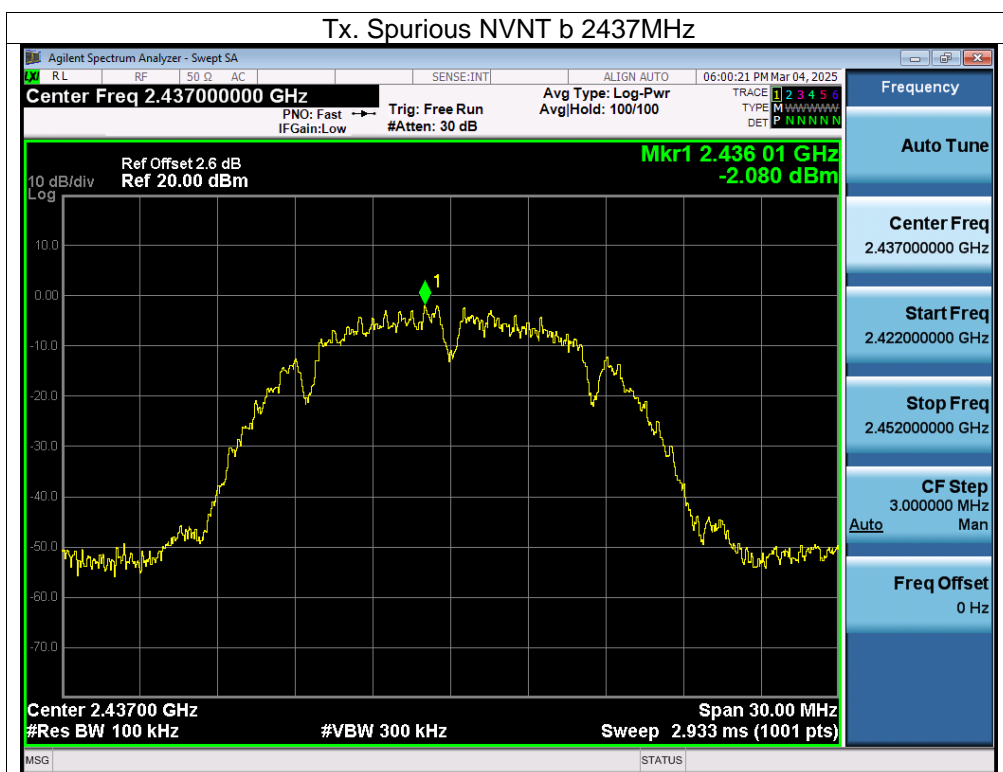 Tx. Spurious NVNT b 2437MHz
Agilent Spectrum Analyzer - Swept SA
LXI RL RF 50 Ω AC SENSE:INT ALIGN AUTO 06:00:21 PM Mar 04, 2025
Center Freq 2.437000000 GHz
PNO: Fast
IFGain:Low
Trig: Free Run
#Atten: 30 dB
Avg Type: Log-Pwr
Avg|Hold: 100/100
TRACE 1 2 3 4 5 6
TYPE M WWWWW
DET P N N N N N
Mkr1 2.436 01 GHz
-2.080 dBm
Ref Offset 2.6 dB
10 dB/div Ref 20.00 dBm
Log
10.0
0.00
-10.0
-20.0
-30.0
-40.0
-50.0
-60.0
-70.0
1
Center 2.43700 GHz Span 30.00 MHz
#Res BW 100 kHz #VBW 300 kHz Sweep 2.933 ms (1001 pts)
MSG STATUS
Frequency
Auto Tune
Center Freq
2.437000000 GHz
Start Freq
2.422000000 GHz
Stop Freq
2.452000000 GHz
CF Step
3.000000 MHz
Auto Man
Freq Offset
0 Hz